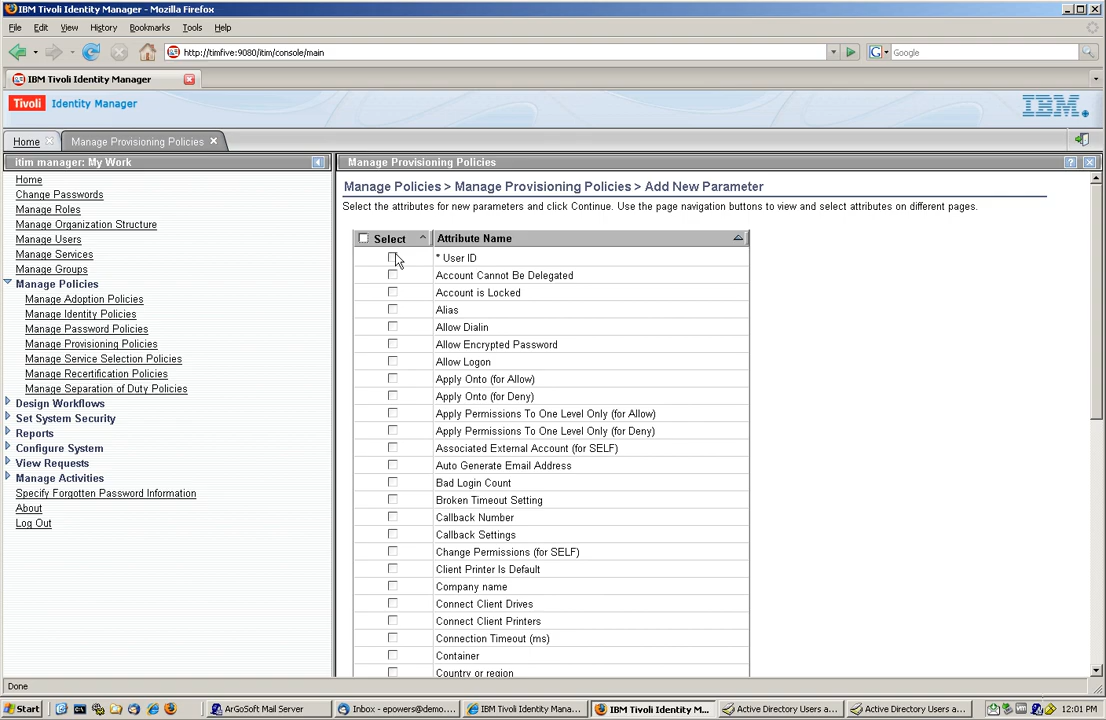 IBM Tivoli Identity Manager - Mozilla Firefox
File Edit View History Bookmarks Tools Help
http://timfive:9080/itim/console/main
G Google
IBM Tivoli Identity Manager
Tivoli Identity Manager
IBM
Home
Manage Provisioning Policies
itim manager: My Work
Home
Change Passwords
Manage Roles
Manage Organization Structure
Manage Users
Manage Services
Manage Groups
Manage Policies
Manage Adoption Policies
Manage Identity Policies
Manage Password Policies
Manage Provisioning Policies
Manage Service Selection Policies
Manage Recertification Policies
Manage Separation of Duty Policies
Design Workflows
Set System Security
Reports
Configure System
View Requests
Manage Activities
Specify Forgotten Password Information
About
Log Out
Manage Provisioning Policies
?
Manage Policies > Manage Provisioning Policies > Add New Parameter
Select the attributes for new parameters and click Continue. Use the page navigation buttons to view and select attributes on different pages.
Select Attribute Name
* User ID
Account Cannot Be Delegated
Account is Locked
Alias
Allow Dialin
Allow Encrypted Password
Allow Logon
Apply Onto (for Allow)
Apply Onto (for Deny)
Apply Permissions To One Level Only (for Allow)
Apply Permissions To One Level Only (for Deny)
Associated External Account (for SELF)
Auto Generate Email Address
Bad Login Count
Broken Timeout Setting
Callback Number
Callback Settings
Change Permissions (for SELF)
Client Printer Is Default
Company name
Connect Client Drives
Connect Client Printers
Connection Timeout (ms)
Container
Country or region
Done
Start
ArGoSoft Mail Server
Inbox - epowers@demo....
IBM Tivoli Identity Mana...
IBM Tivoli Identity M...
Active Directory Users a...
Active Directory Users a...
12:01 PM